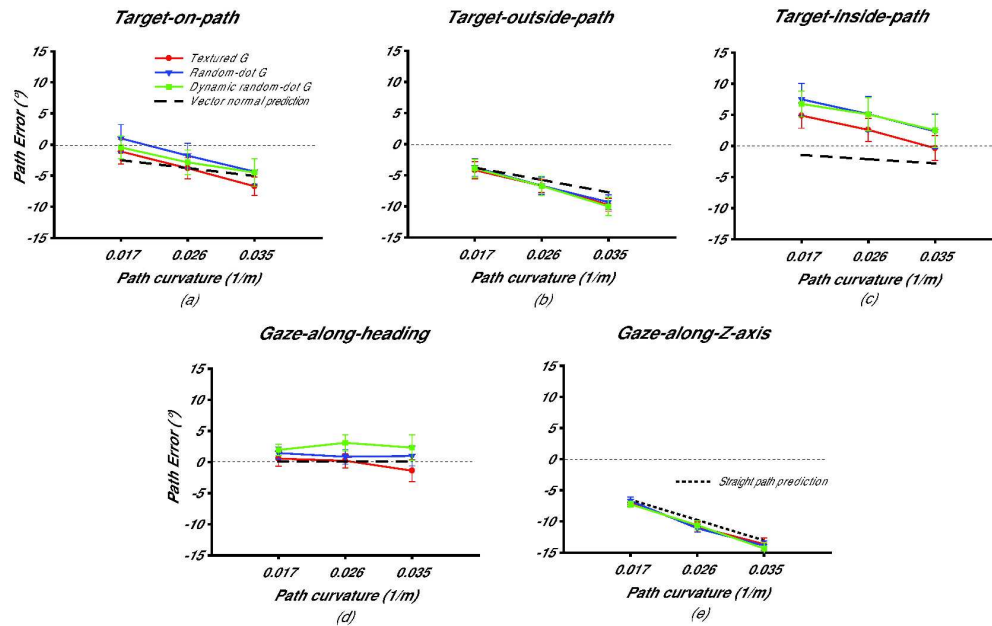 Target-on-path
Target-outside-path
Target-inside-path
Path Error (°)
15
10
5
0
-5
-10
-15
Textured G
Random-dot G
Dynamic random-dot G
Vector normal prediction
0.017 0.026 0.035
Path curvature (1/m)
(a)
15
10
5
0
-5
-10
-15
0.017 0.026 0.035
Path curvature (1/m)
(b)
15
10
5
0
-5
-10
-15
0.017 0.026 0.035
Path curvature (1/m)
(c)
Gaze-along-heading
Gaze-along-Z-axis
Path Error (°)
15
10
5
0
-5
-10
-15
0.017 0.026 0.035
Path curvature (1/m)
(d)
15
10
5
0
-5
-10
-15
Straight path prediction
0.017 0.026 0.035
Path curvature (1/m)
(e)